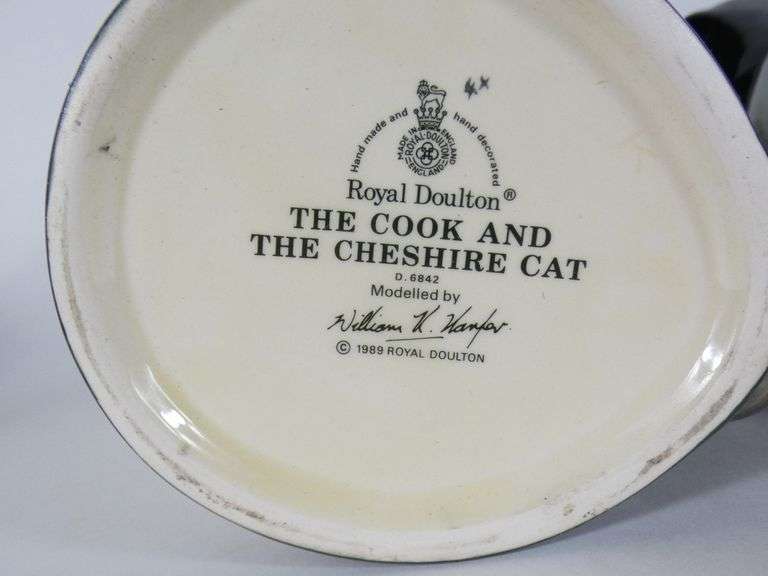 Hand made and hand decorated
MADE IN ENGLAND
ROYAL·DOULTON
ENGLAND
Royal Doulton®
THE COOK AND
THE CHESHIRE CAT
D. 6842
Modelled by
William K. Harper.
© 1989 ROYAL DOULTON